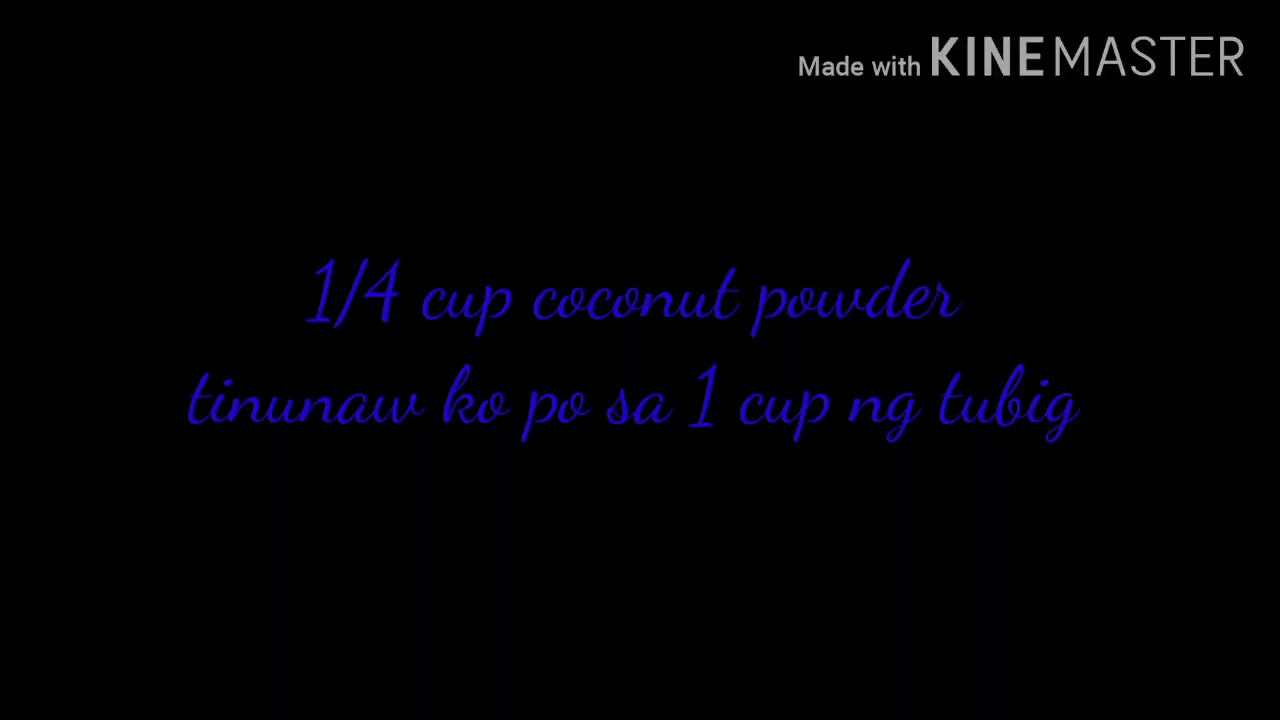 Made with KINEMASTER
1/4 cup coconut powder
tinunaw ko po sa 1 cup ng tubig